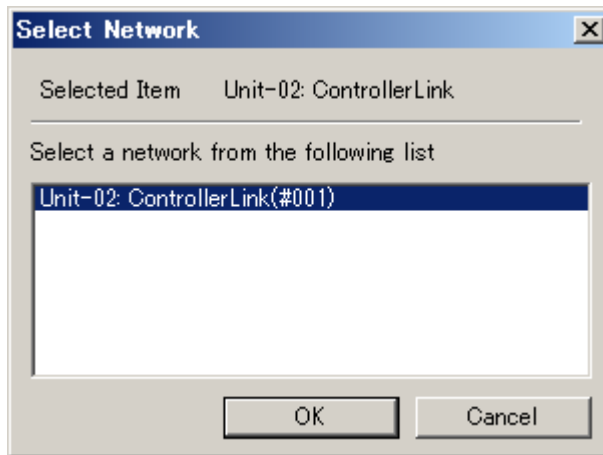 Select Network
Selected Item Unit-02: ControllerLink
Select a network from the following list
Unit-02: ControllerLink(#001)
OK Cancel